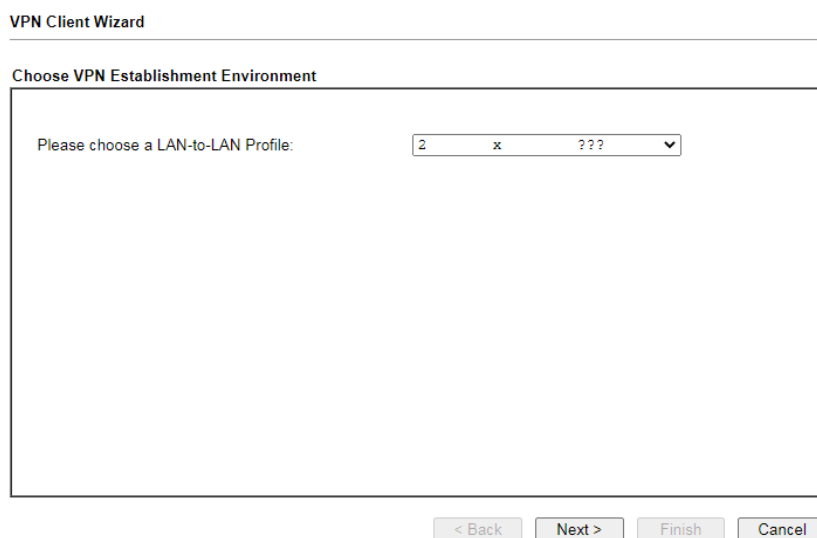 VPN Client Wizard
Choose VPN Establishment Environment
Please choose a LAN-to-LAN Profile: 2 x ???
< Back Next > Finish Cancel